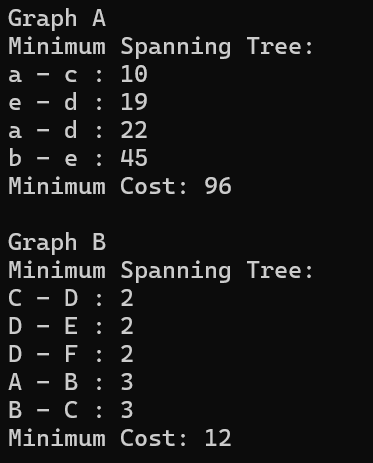 Graph A
Minimum Spanning Tree:
a - c : 10
e - d : 19
a - d : 22
b - e : 45
Minimum Cost: 96

Graph B
Minimum Spanning Tree:
C - D : 2
D - E : 2
D - F : 2
A - B : 3
B - C : 3
Minimum Cost: 12